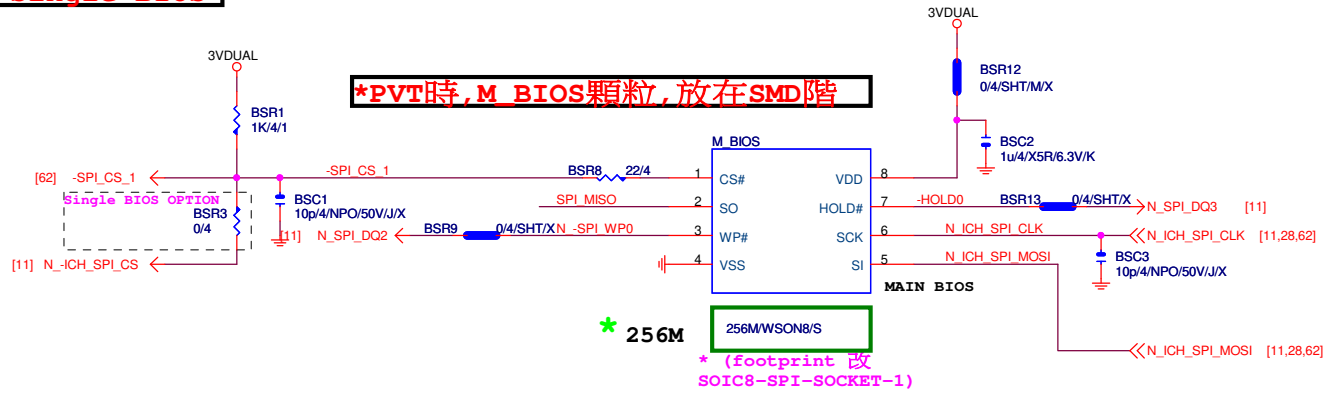 Single BIOS
3VDUAL
3VDUAL
BSR12
0/4/SHT/M/X
*PVT時,M_BIOS顆粒,放在SMD階
BSR1
1K/4/1
BSC2
1u/4/X5R/6.3V/K
M_BIOS
[62] -SPI_CS_1
-SPI_CS_1
BSR8 22/4
1 CS#
VDD 8
Single BIOS OPTION
BSR3
0/4
BSC1
10p/4/NPO/50V/J/X
SPI_MISO
2 SO
HOLD# 7
-HOLD0
BSR13 0/4/SHT/X
N_SPI_DQ3 [11]
[11] N_SPI_DQ2
BSR9 0/4/SHT/X
N_-SPI_WP0
3 WP#
SCK 6
N_ICH_SPI_CLK
N_ICH_SPI_CLK [11,28,62]
[11] N_-ICH_SPI_CS
4 VSS
SI 5
N_ICH_SPI_MOSI
BSC3
10p/4/NPO/50V/J/X
MAIN BIOS
* 256M
256M/WSON8/S
N_ICH_SPI_MOSI [11,28,62]
* (footprint 改
SOIC8-SPI-SOCKET-1)